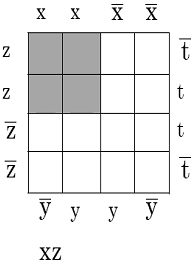 x x x̅ x̅
z t̅
z t
z̅ t
z̅ t̅
y̅ y y y̅
xz